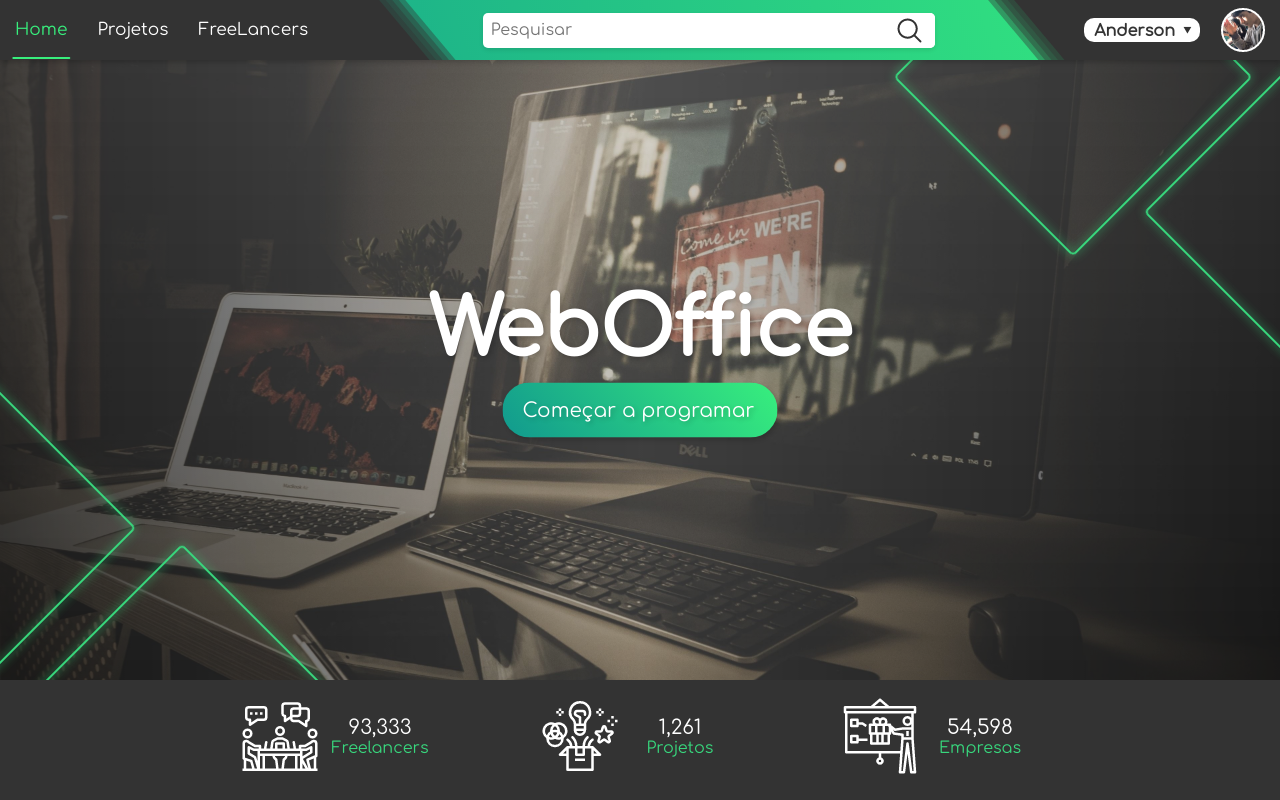 Home Projetos FreeLancers Pesquisar Anderson ▼
Come in WE'RE
OPEN
WebOffice
Começar a programar
DELL
93,333
Freelancers
1,261
Projetos
54,598
Empresas